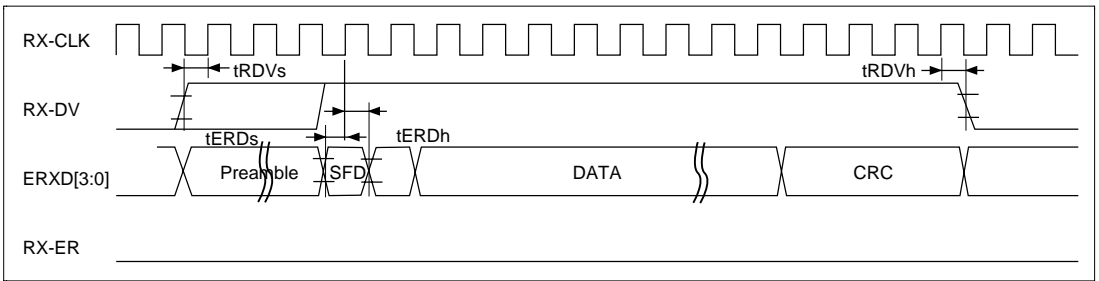 RX-CLK
tRDVs
tRDVh
RX-DV
tERDs
tERDh
ERXD[3:0]
Preamble
SFD
DATA
CRC
RX-ER